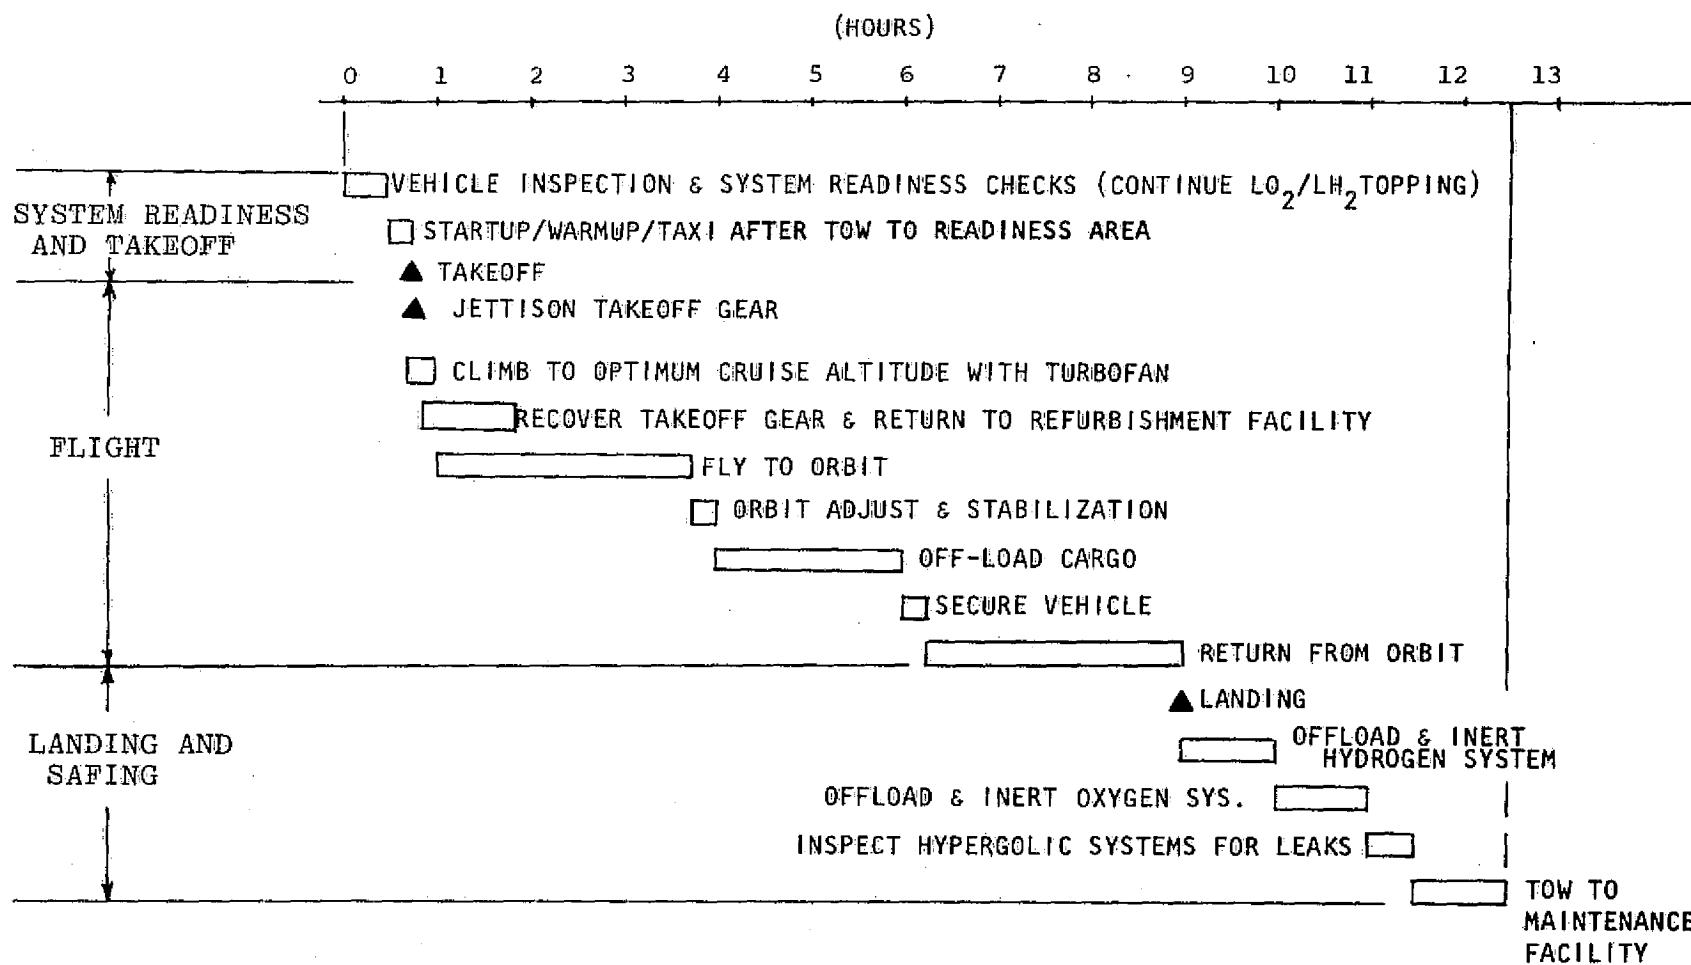 (HOURS)
0 1 2 3 4 5 6 7 8 9 10 11 12 13
VEHICLE INSPECTION & SYSTEM READINESS CHECKS (CONTINUE LO2/LH2 TOPPING)
SYSTEM READINESS
AND TAKEOFF
STARTUP/WARMUP/TAXI AFTER TOW TO READINESS AREA
TAKEOFF
JETTISON TAKEOFF GEAR
CLIMB TO OPTIMUM CRUISE ALTITUDE WITH TURBOFAN
RECOVER TAKEOFF GEAR & RETURN TO REFURBISHMENT FACILITY
FLIGHT
FLY TO ORBIT
ORBIT ADJUST & STABILIZATION
OFF-LOAD CARGO
SECURE VEHICLE
RETURN FROM ORBIT
LANDING
LANDING AND
SAFING
OFFLOAD & INERT
HYDROGEN SYSTEM
OFFLOAD & INERT OXYGEN SYS.
INSPECT HYPERGOLIC SYSTEMS FOR LEAKS
TOW TO
MAINTENANCE
FACILITY